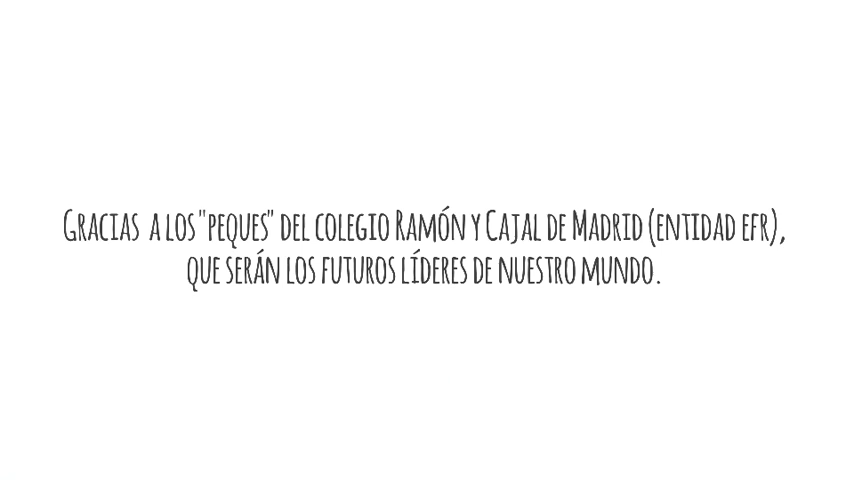 Gracias a los "peques" del colegio Ramón y Cajal de Madrid (entidad efr),
que serán los futuros líderes de nuestro mundo.